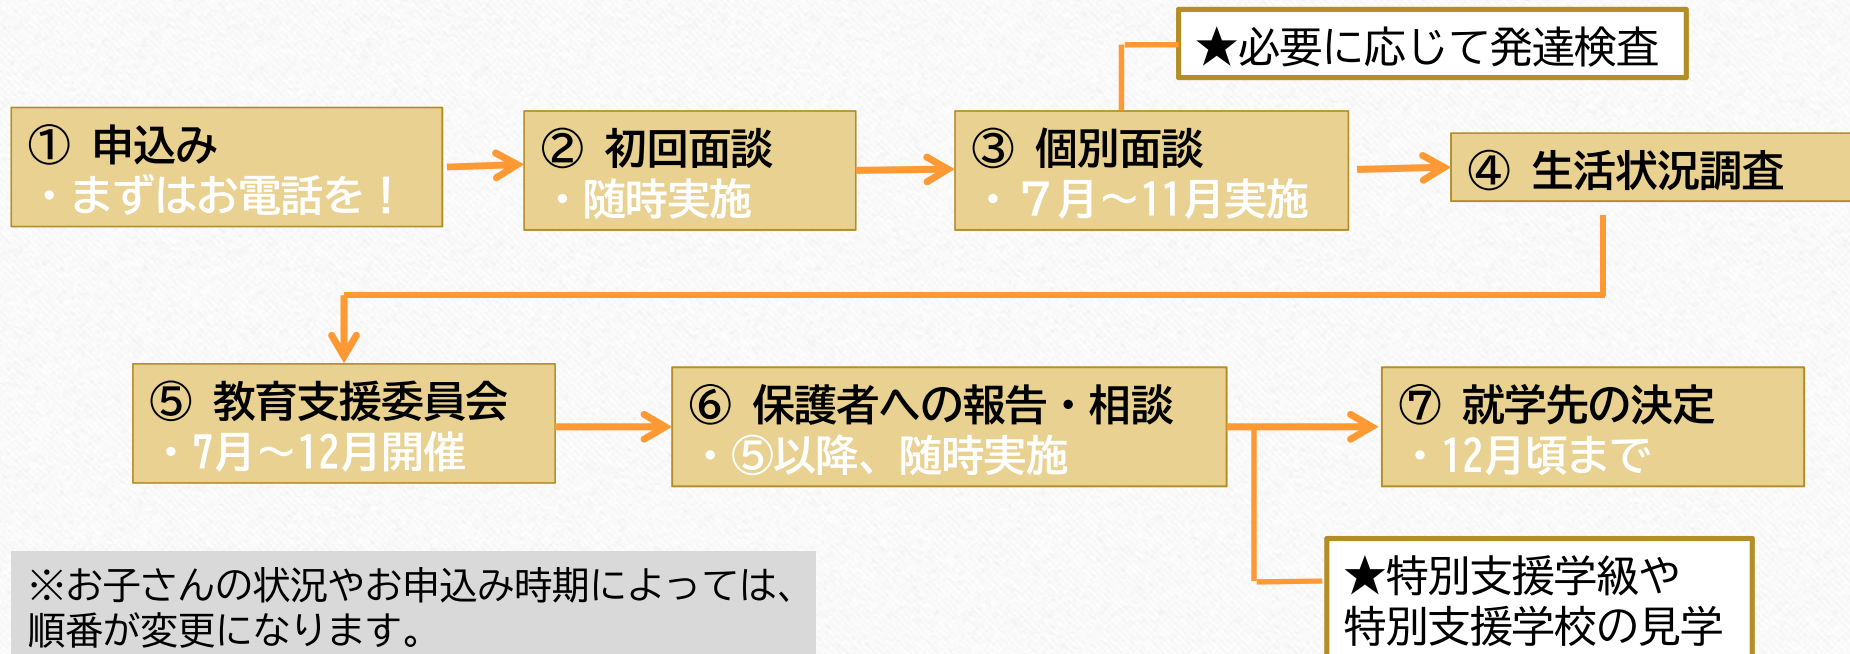 ★必要に応じて発達検査
① 申込み
・まずはお電話を！
② 初回面談
・随時実施
③ 個別面談
・７月～11月実施
④ 生活状況調査
⑤ 教育支援委員会
・7月～12月開催
⑥ 保護者への報告・相談
・⑤以降、随時実施
⑦ 就学先の決定
・12月頃まで
★特別支援学級や
特別支援学校の見学
※お子さんの状況やお申込み時期によっては、
順番が変更になります。